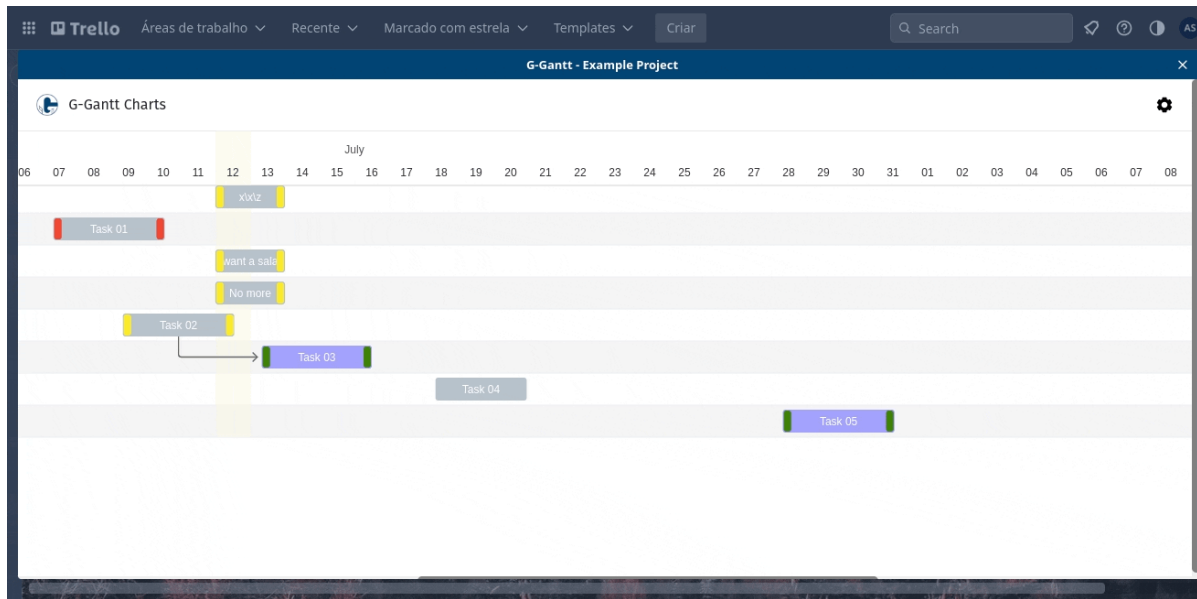 Trello Áreas de trabalho Recente Marcado com estrela Templates Criar Search AS
G-Gantt - Example Project
G-Gantt Charts
July
06 07 08 09 10 11 12 13 14 15 16 17 18 19 20 21 22 23 24 25 26 27 28 29 30 31 01 02 03 04 05 06 07 08
x\x\z
Task 01
want a sala
No more
Task 02
Task 03
Task 04
Task 05